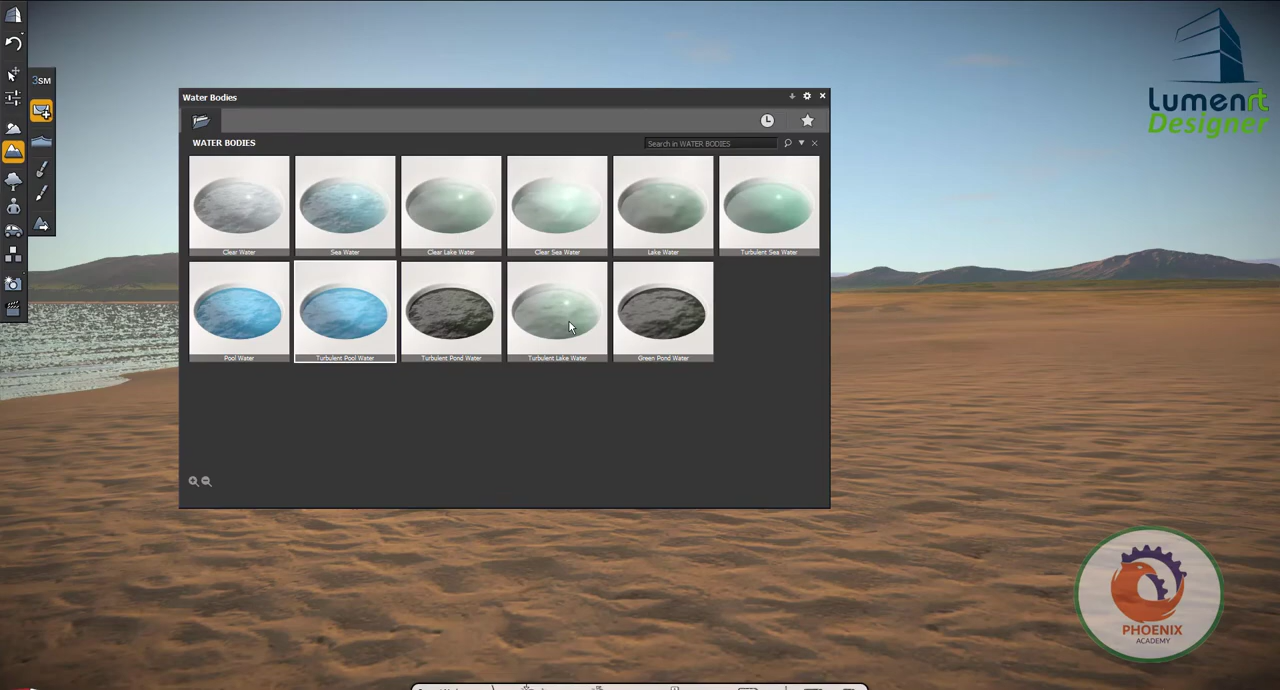 3SM
Water Bodies
WATER BODIES
Search in WATER BODIES
Clear Water
Sea Water
Clear Lake Water
Clear Sea Water
Lake Water
Turbulent Sea Water
Pool Water
Turbulent Pool Water
Turbulent Pond Water
Turbulent Lake Water
Green Pond Water
Lumenrt
Designer
PHOENIX
ACADEMY